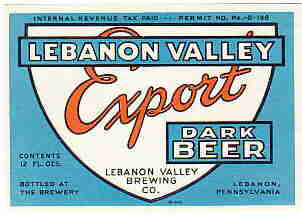 INTERNAL REVENUE TAX PAID -- PERMIT NO. PA.-U-198
LEBANON VALLEY
Export
DARK
BEER
LEBANON VALLEY
BREWING
CO.
CONTENTS
12 FL. OZS.
BOTTLED AT
THE BREWERY
LEBANON,
PENNSYLVANIA